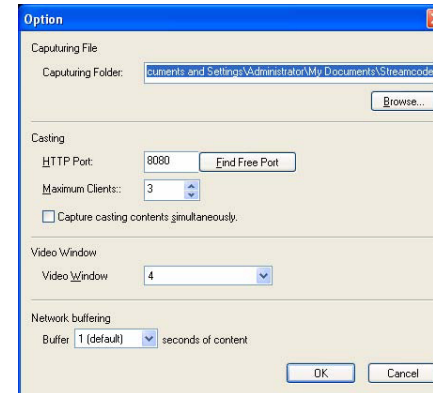 Option
Caputuring File
Caputuring Folder: cuments and Settings\Administrator\My Documents\Streamcode
Browse...
Casting
HTTP Port: 8080 Find Free Port
Maximum Clients:: 3
Capture casting contents simultaneously.
Video Window
Video Window 4
Network buffering
Buffer 1 (default) seconds of content
OK Cancel